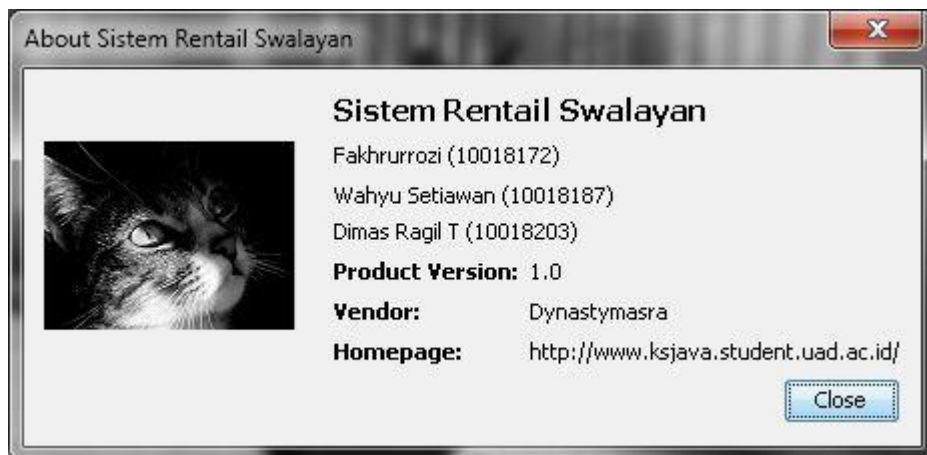 About Sistem Rentail Swalayan
Sistem Rentail Swalayan
Fakhrurrozi (10018172)
Wahyu Setiawan (10018187)
Dimas Ragil T (10018203)
Product Version: 1.0
Vendor: Dynastymasra
Homepage: http://www.ksjava.student.uad.ac.id/
Close